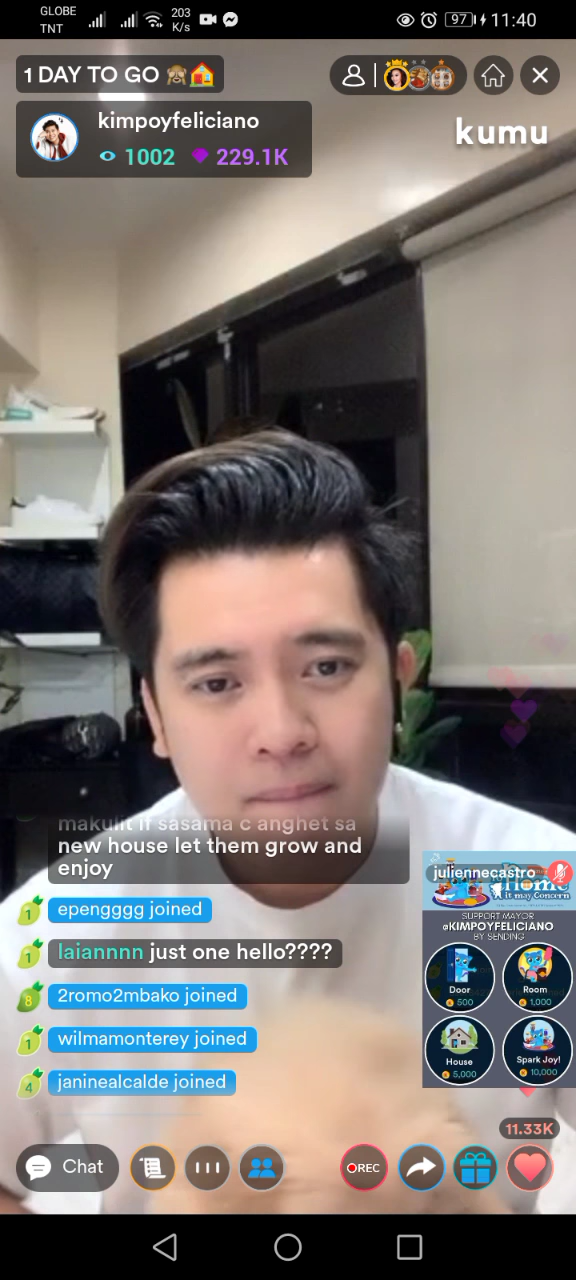 GLOBE
TNT
203
K/s
97
11:40
1 DAY TO GO 🙈🏠
kimpoyfeliciano
1002
229.1K
kumu
makulit if sasama c anghet sa
new house let them grow and
enjoy
1 epengggg joined
1 laiannnn just one hello????
8 2romo2mbako joined
1 wilmamonterey joined
4 janinealcalde joined
juliennecastro
Home
it may Concern
SUPPORT MAYOR
@KIMPOYFELICIANO
BY SENDING
Door
500
Room
1,000
House
5,000
Spark Joy!
10,000
11.33K
Chat
REC